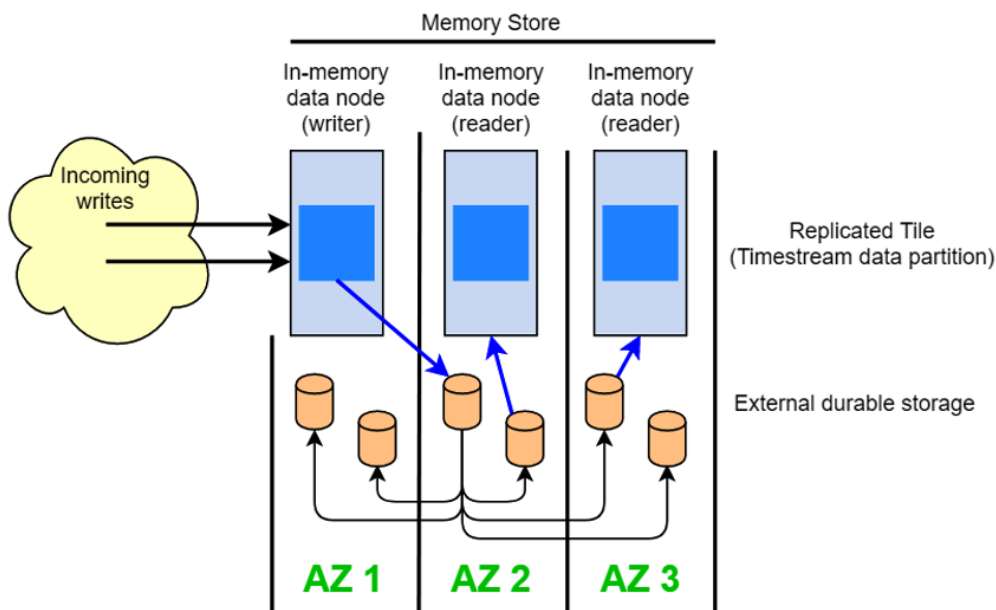 Memory Store
In-memory
data node
(writer)
In-memory
data node
(reader)
In-memory
data node
(reader)
Incoming
writes
Replicated Tile
(Timestream data partition)
External durable storage
AZ 1
AZ 2
AZ 3